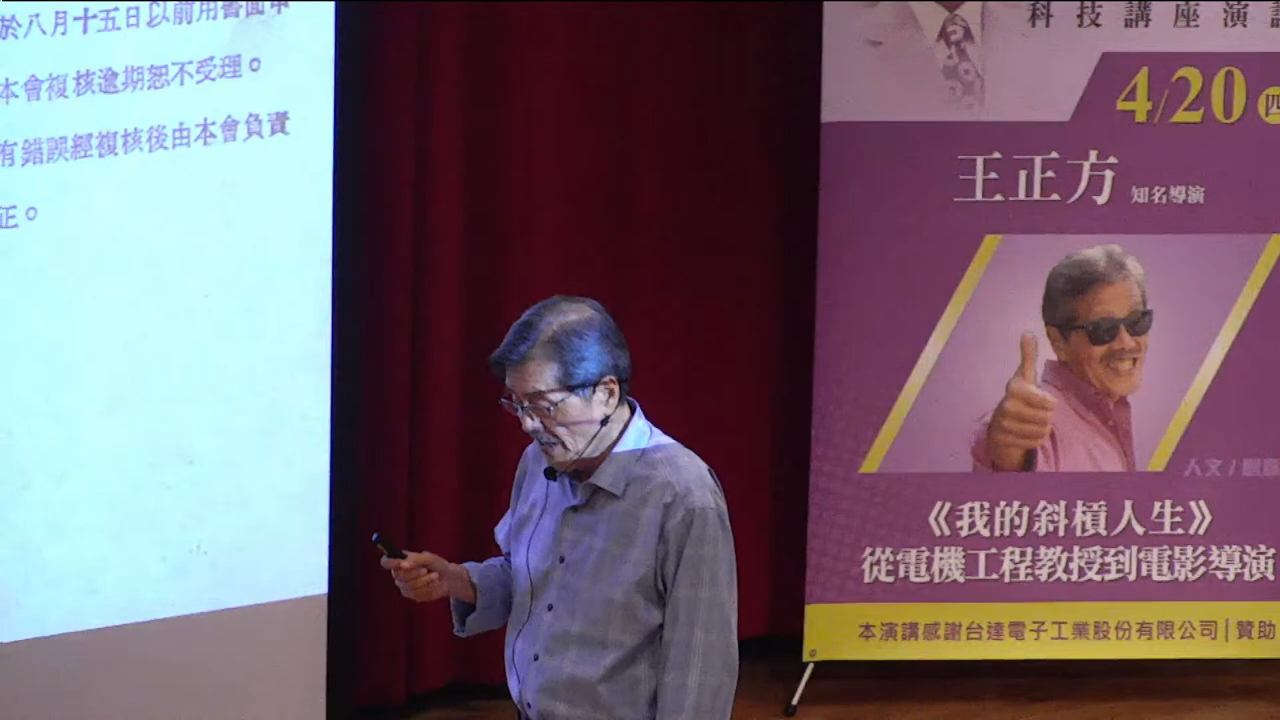 於八月十五日以前用書面申
本會複核逾期恕不受理。
有錯誤經複核後由本會負責
正。
科技講座演講
4/20 四
王正方 知名導演
人文/
《我的斜槓人生》
從電機工程教授到電影導演
本演講感謝台達電子工業股份有限公司|贊助